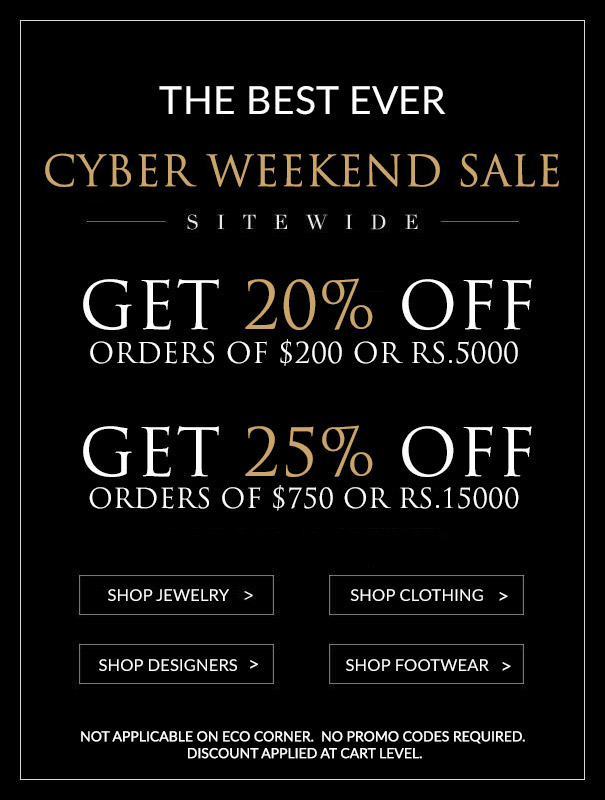 THE BEST EVER
CYBER WEEKEND SALE
SITEWIDE
GET 20% OFF
ORDERS OF $200 OR RS.5000
GET 25% OFF
ORDERS OF $750 OR RS.15000
SHOP JEWELRY >
SHOP CLOTHING >
SHOP DESIGNERS >
SHOP FOOTWEAR >
NOT APPLICABLE ON ECO CORNER. NO PROMO CODES REQUIRED.
DISCOUNT APPLIED AT CART LEVEL.